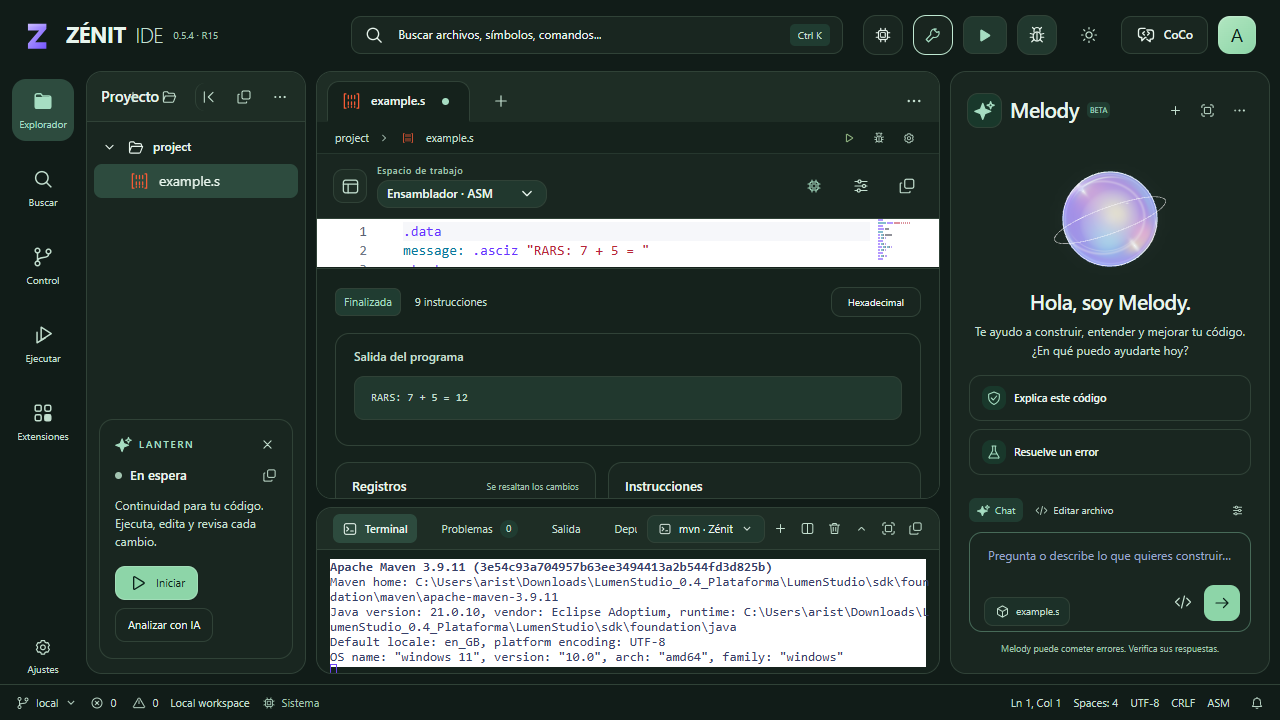 ZÉNIT IDE 0.5.4 · R15
Buscar archivos, símbolos, comandos...
Ctrl K
CoCo
A
Explorador
Buscar
Control
Ejecutar
Extensiones
Ajustes
Proyecto
project
example.s
LANTERN
En espera
Continuidad para tu código.
Ejecuta, edita y revisa cada
cambio.
Iniciar
Analizar con IA
example.s
project
example.s
Espacio de trabajo
Ensamblador · ASM
1 .data
2 message: .asciz "RARS: 7 + 5 = "
Finalizada
9 instrucciones
Hexadecimal
Salida del programa
RARS: 7 + 5 = 12
Registros
Se resaltan los cambios
Instrucciones
Terminal
Problemas 0
Salida
Depu
mvn · Zénit
Apache Maven 3.9.11 (3e54c93a704957b63ee3494413a2b544fd3d825b)
Maven home: C:\Users\arist\Downloads\LumenStudio_0.4_Plataforma\LumenStudio\sdk\foun
dation\maven\apache-maven-3.9.11
Java version: 21.0.10, vendor: Eclipse Adoptium, runtime: C:\Users\arist\Downloads\L
umenStudio_0.4_Plataforma\LumenStudio\sdk\foundation\java
Default locale: en_GB, platform encoding: UTF-8
OS name: "windows 11", version: "10.0", arch: "amd64", family: "windows"
Melody BETA
Hola, soy Melody.
Te ayudo a construir, entender y mejorar tu código.
¿En qué puedo ayudarte hoy?
Explica este código
Resuelve un error
Chat
Editar archivo
Pregunta o describe lo que quieres construir...
example.s
Melody puede cometer errores. Verifica sus respuestas.
local
0
0
Local workspace
Sistema
Ln 1, Col 1
Spaces: 4
UTF-8
CRLF
ASM